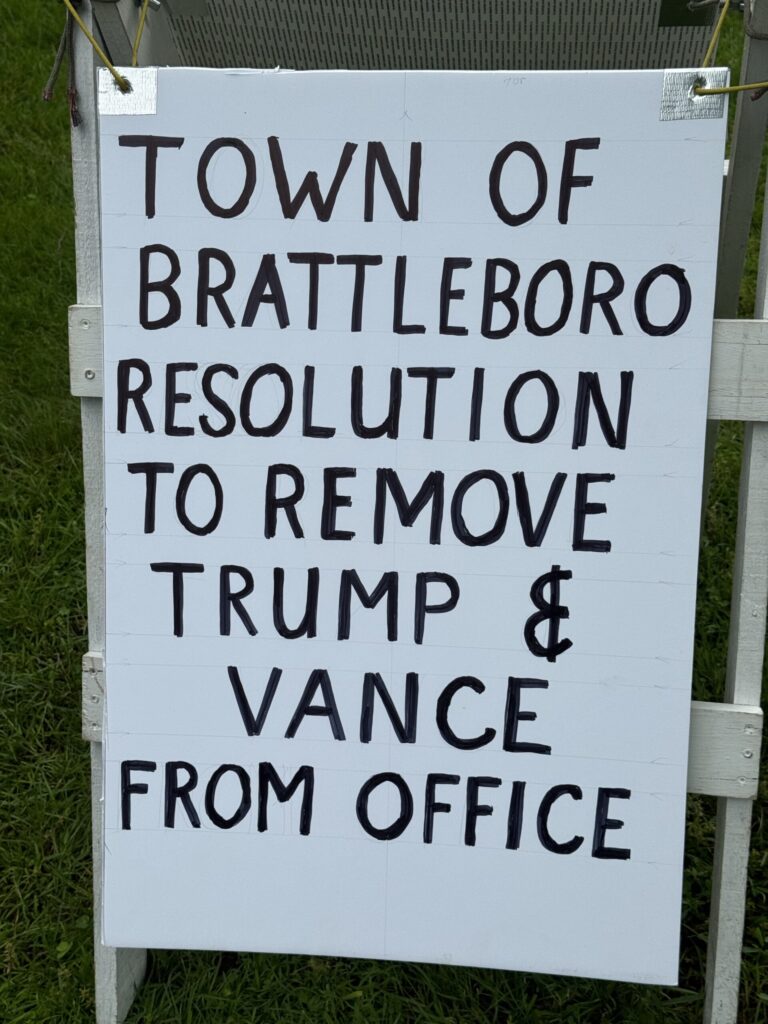 TOWN OF
BRATTLEBORO
RESOLUTION
TO REMOVE
TRUMP &
VANCE
FROM OFFICE